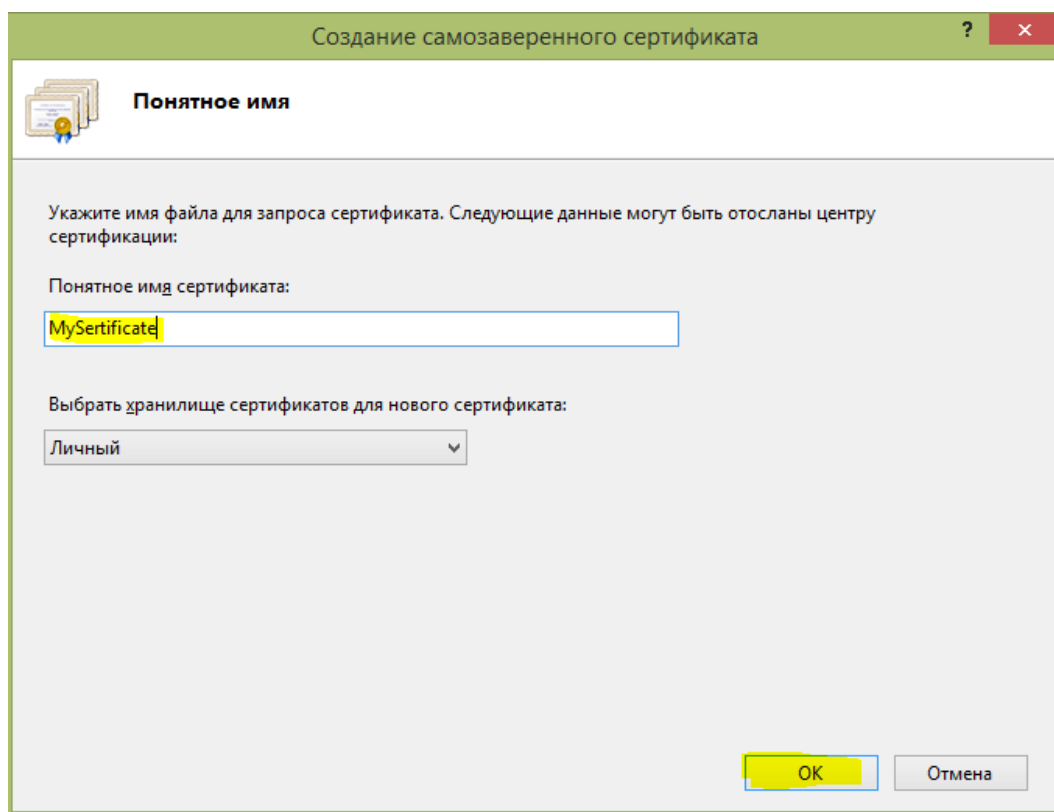 Создание самозаверенного сертификата
?
Понятное имя
Укажите имя файла для запроса сертификата. Следующие данные могут быть отосланы центру
сертификации:
Понятное имя сертификата:
MySertificate
Выбрать хранилище сертификатов для нового сертификата:
Личный
ОК
Отмена